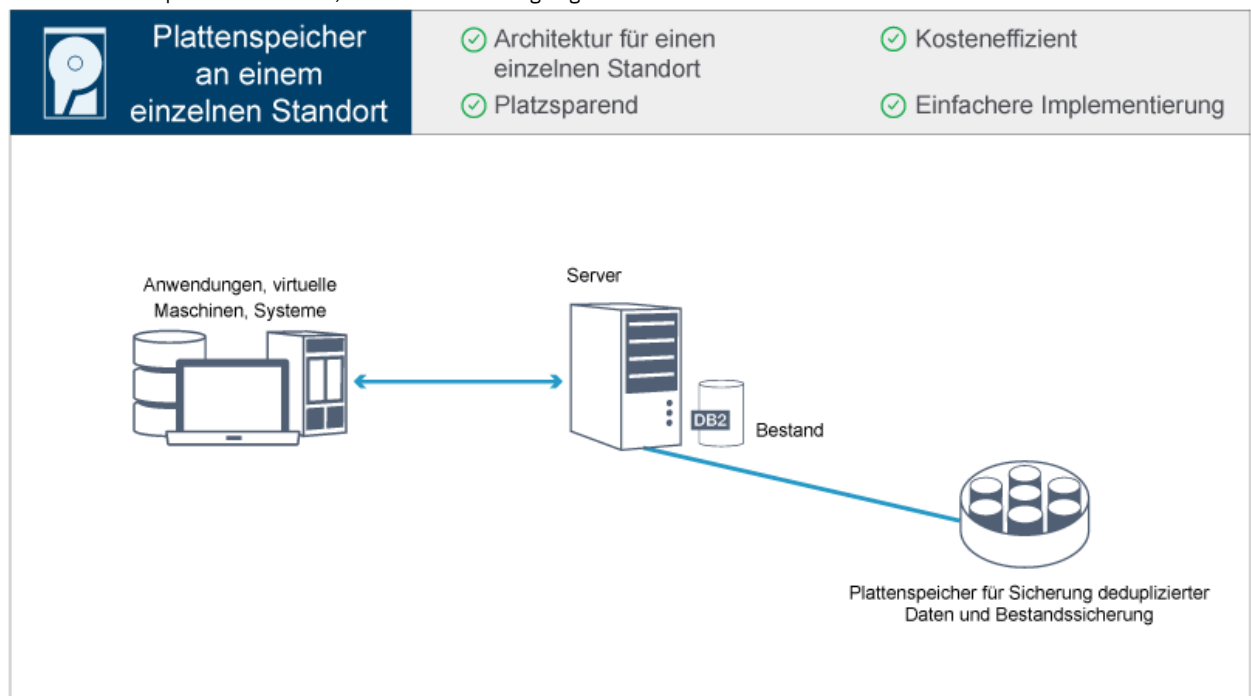 Plattenspeicher
an einem
einzelnen Standort
Architektur für einen
einzelnen Standort
Platzsparend
Kosteneffizient
Einfachere Implementierung
Anwendungen, virtuelle
Maschinen, Systeme
Server
DB2
Bestand
Plattenspeicher für Sicherung deduplizierter
Daten und Bestandssicherung